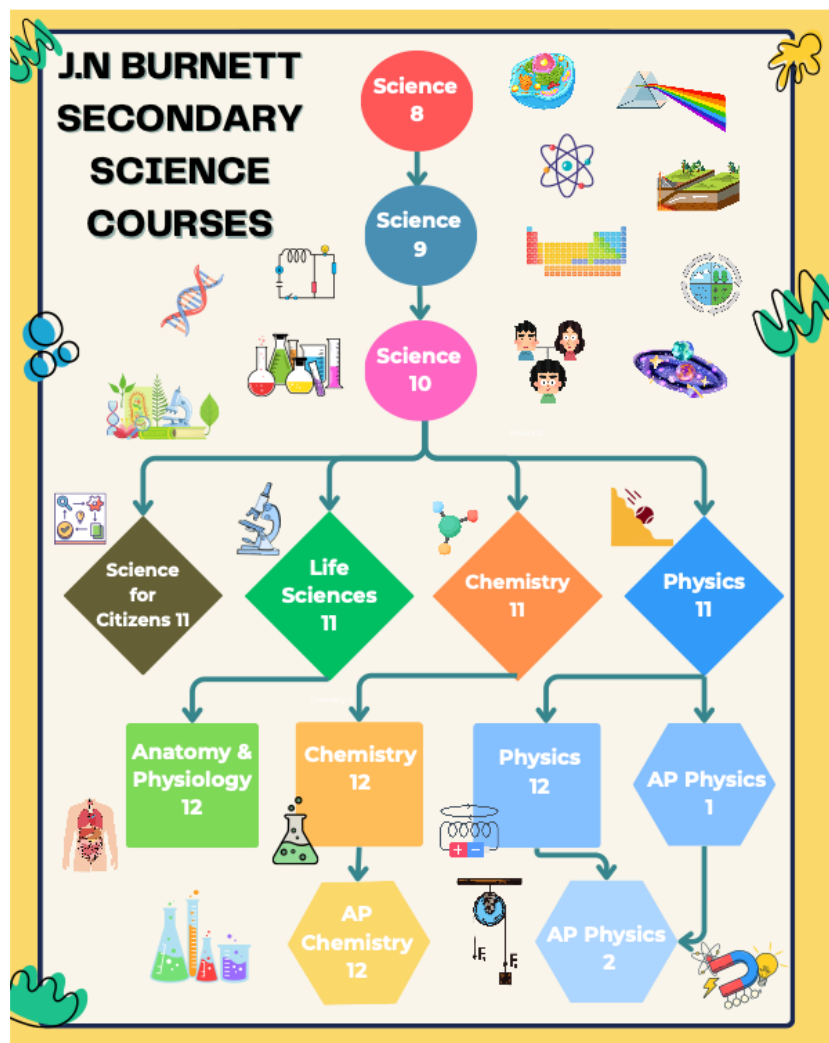 J.N BURNETT
SECONDARY
SCIENCE
COURSES
Science
8
Science
9
Science
10
Science
for
Citizens 11
Life
Sciences
11
Chemistry
11
Physics
11
Anatomy &
Physiology
12
Chemistry
12
Physics
12
AP Physics
1
AP
Chemistry
12
AP Physics
2